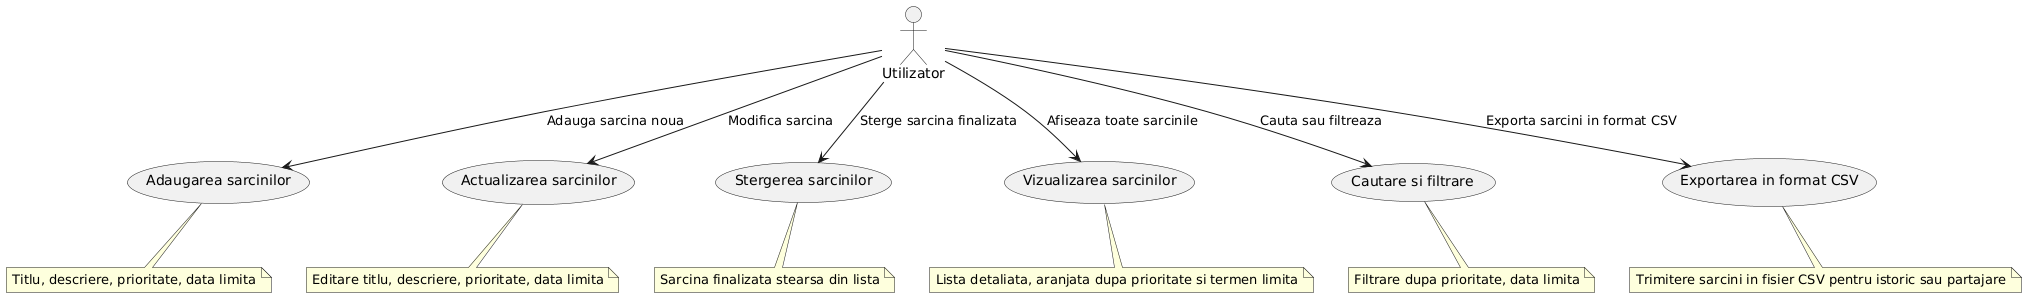 Utilizator
Adauga sarcina noua
Modifica sarcina
Sterge sarcina finalizata
Afiseaza toate sarcinile
Cauta sau filtreaza
Exporta sarcini in format CSV
Adaugarea sarcinilor
Actualizarea sarcinilor
Stergerea sarcinilor
Vizualizarea sarcinilor
Cautare si filtrare
Exportarea in format CSV
Titlu, descriere, prioritate, data limita
Editare titlu, descriere, prioritate, data limita
Sarcina finalizata stearsa din lista
Lista detaliata, aranjata dupa prioritate si termen limita
Filtrare dupa prioritate, data limita
Trimitere sarcini in fisier CSV pentru istoric sau partajare